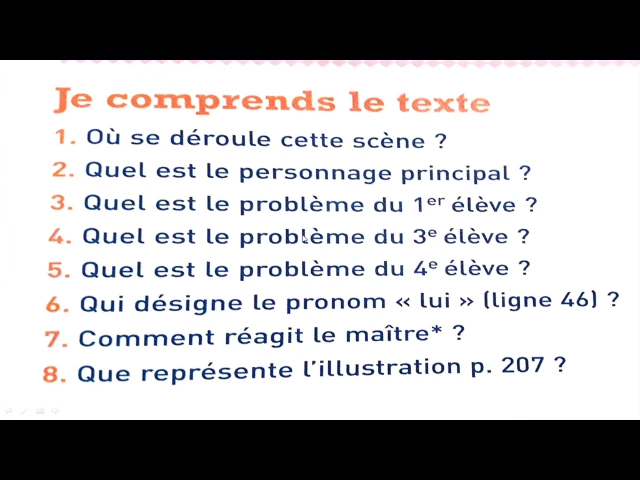 Je comprends le texte
1. Où se déroule cette scène ?
2. Quel est le personnage principal ?
3. Quel est le problème du 1er élève ?
4. Quel est le problème du 3e élève ?
5. Quel est le problème du 4e élève ?
6. Qui désigne le pronom « lui » (ligne 46) ?
7. Comment réagit le maître* ?
8. Que représente l'illustration p. 207 ?